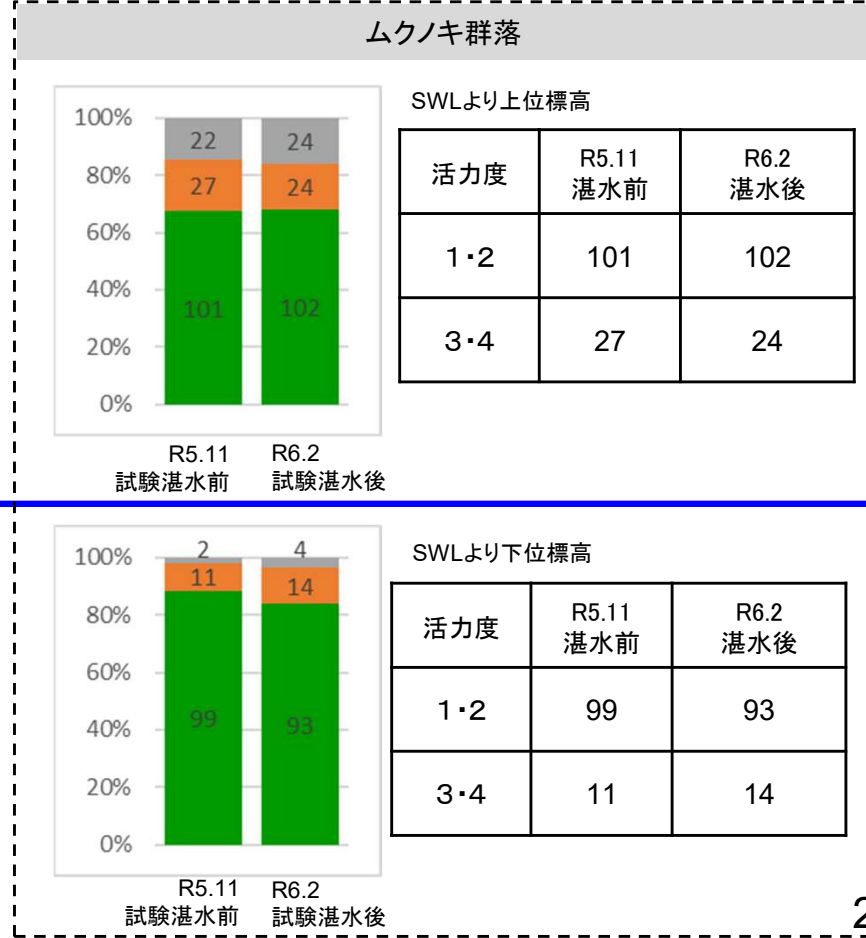 ムクノキ群落
SWLより上位標高
100%
80%
60%
40%
20%
0%
22 24
27 24
101 102
R5.11 R6.2
試験湛水前 試験湛水後
活力度 R5.11 湛水前 R6.2 湛水後
1・2 101 102
3・4 27 24
SWLより下位標高
100%
80%
60%
40%
20%
0%
2 4
11 14
99 93
R5.11 R6.2
試験湛水前 試験湛水後
活力度 R5.11 湛水前 R6.2 湛水後
1・2 99 93
3・4 11 14
2